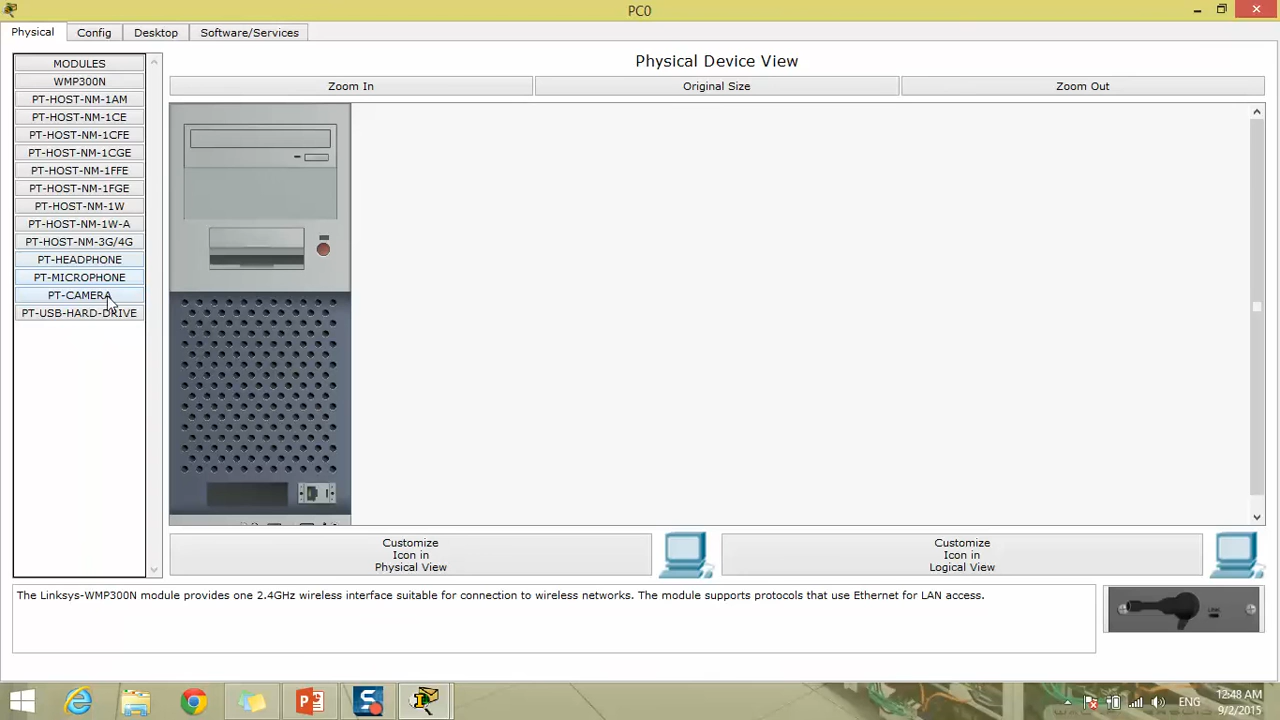 PC0
Physical
Config
Desktop
Software/Services
MODULES
WMP300N
PT-HOST-NM-1AM
PT-HOST-NM-1CE
PT-HOST-NM-1CFE
PT-HOST-NM-1CGE
PT-HOST-NM-1FFE
PT-HOST-NM-1FGE
PT-HOST-NM-1W
PT-HOST-NM-1W-A
PT-HOST-NM-3G/4G
PT-HEADPHONE
PT-MICROPHONE
PT-CAMERA
PT-USB-HARD-DRIVE
Physical Device View
Zoom In
Original Size
Zoom Out
Customize
Icon in
Physical View
Customize
Icon in
Logical View
The Linksys-WMP300N module provides one 2.4GHz wireless interface suitable for connection to wireless networks. The module supports protocols that use Ethernet for LAN access.
LINK
ENG
12:48 AM
9/2/2015